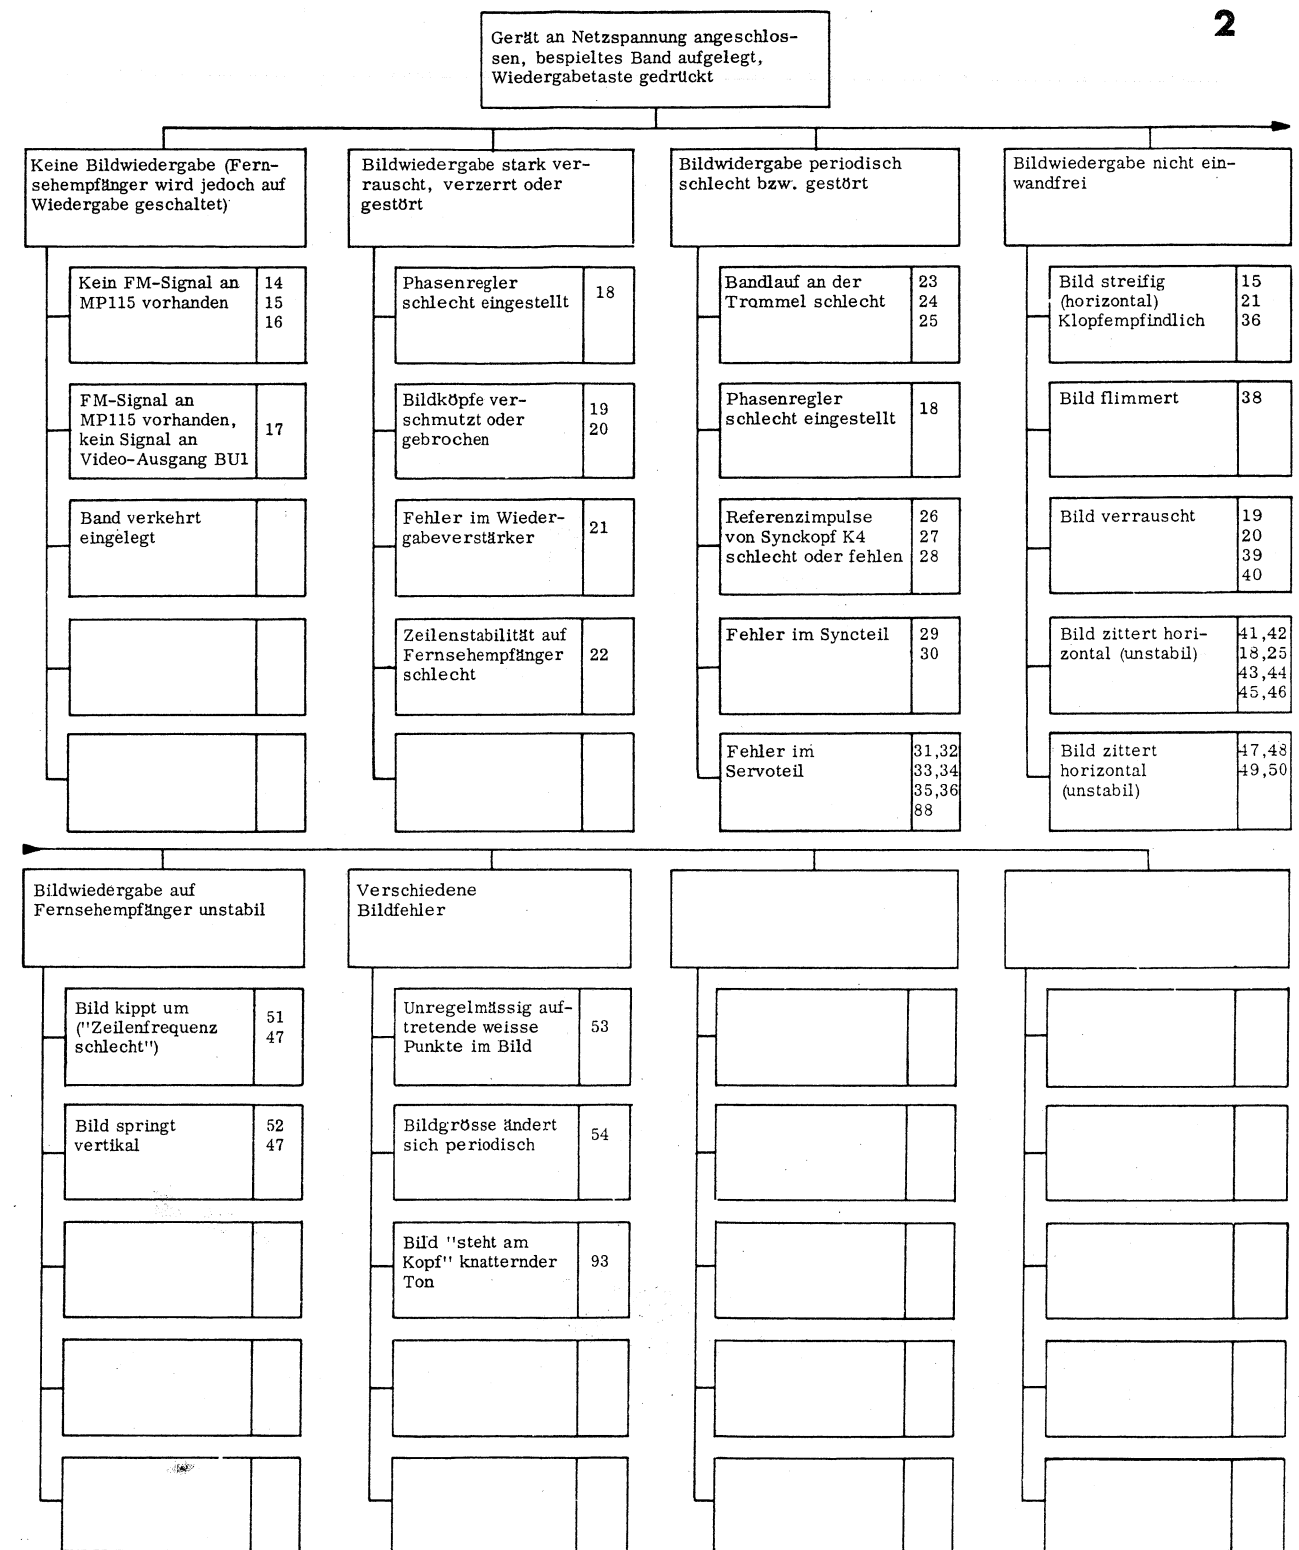 2
Gerät an Netzspannung angeschlos-
sen, bespieltes Band aufgelegt,
Wiedergabetaste gedrückt
Keine Bildwiedergabe (Fern-
sehempfänger wird jedoch auf
Wiedergabe geschaltet)
Kein FM-Signal an
MP115 vorhanden
14
15
16
FM-Signal an
MP115 vorhanden,
kein Signal an
Video-Ausgang BU1
17
Band verkehrt
eingelegt
Bildwiedergabe stark ver-
rauscht, verzerrt oder
gestört
Phasenregler
schlecht eingestellt
18
Bildköpfe ver-
schmutzt oder
gebrochen
19
20
Fehler im Wieder-
gabeverstärker
21
Zeilenstabilität auf
Fernsehempfänger
schlecht
22
Bildwidergabe periodisch
schlecht bzw. gestört
Bandlauf an der
Trommel schlecht
23
24
25
Phasenregler
schlecht eingestellt
18
Referenzimpulse
von Synckopf K4
schlecht oder fehlen
26
27
28
Fehler im Syncteil
29
30
Fehler im
Servoteil
31,32
33,34
35,36
88
Bildwiedergabe nicht ein-
wandfrei
Bild streifig
(horizontal)
Klopfempfindlich
15
21
36
Bild flimmert
38
Bild verrauscht
19
20
39
40
Bild zittert hori-
zontal (unstabil)
41,42
18,25
43,44
45,46
Bild zittert
horizontal
(unstabil)
47,48
49,50
Bildwiedergabe auf
Fernsehempfänger unstabil
Bild kippt um
("Zeilenfrequenz
schlecht")
51
47
Bild springt
vertikal
52
47
Verschiedene
Bildfehler
Unregelmässig auf-
tretende weisse
Punkte im Bild
53
Bildgrösse ändert
sich periodisch
54
Bild "steht am
Kopf" knatternder
Ton
93